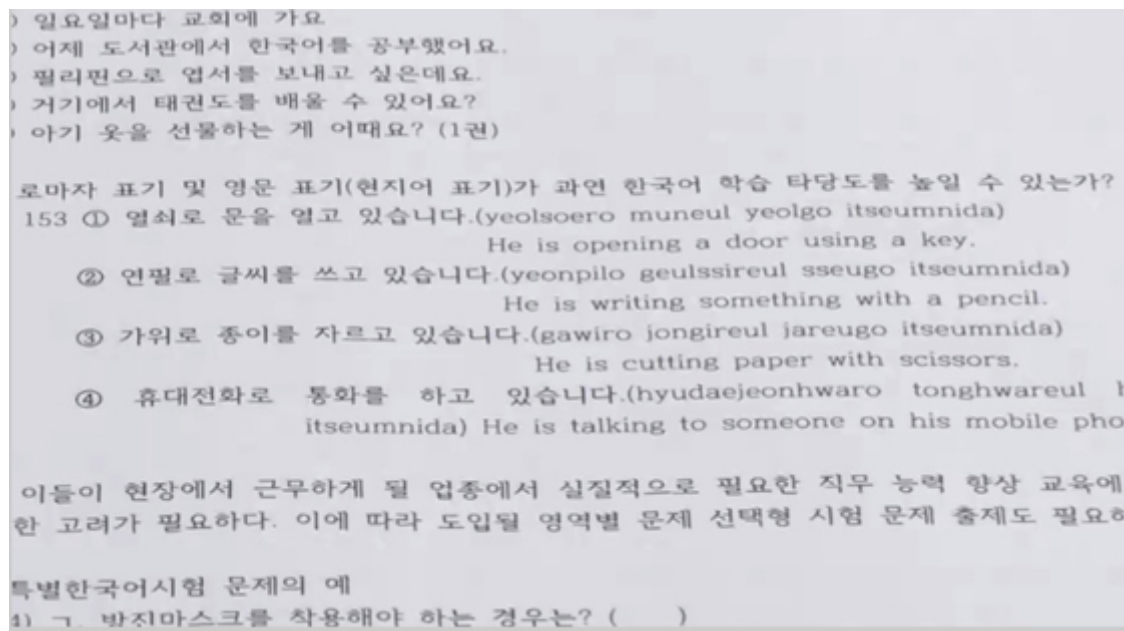 ) 일요일마다 교회에 가요
) 어제 도서관에서 한국어를 공부했어요.
) 필리핀으로 엽서를 보내고 싶은데요.
) 거기에서 태권도를 배울 수 있어요?
) 아기 옷을 선물하는 게 어때요? (1권)
로마자 표기 및 영문 표기(현지어 표기)가 과연 한국어 학습 타당도를 높일 수 있는가?
153 ① 열쇠로 문을 열고 있습니다.(yeolsoero muneul yeolgo itseumnida)
He is opening a door using a key.
② 연필로 글씨를 쓰고 있습니다.(yeonpilo geulssireul sseugo itseumnida)
He is writing something with a pencil.
③ 가위로 종이를 자르고 있습니다.(gawiro jongireul jareugo itseumnida)
He is cutting paper with scissors.
④ 휴대전화로 통화를 하고 있습니다.(hyudaejeonhwaro tonghwareul
itseumnida) He is talking to someone on his mobile pho
이들이 현장에서 근무하게 될 업종에서 실질적으로 필요한 직무 능력 향상 교육에
한 고려가 필요하다. 이에 따라 도입될 영역별 문제 선택형 시험 문제 출제도 필요하
특별한국어시험 문제의 예
4) ㄱ. 방진마스크를 착용해야 하는 경우는? ( )